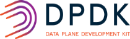 DPDK
DATA PLANE DEVELOPMENT KIT